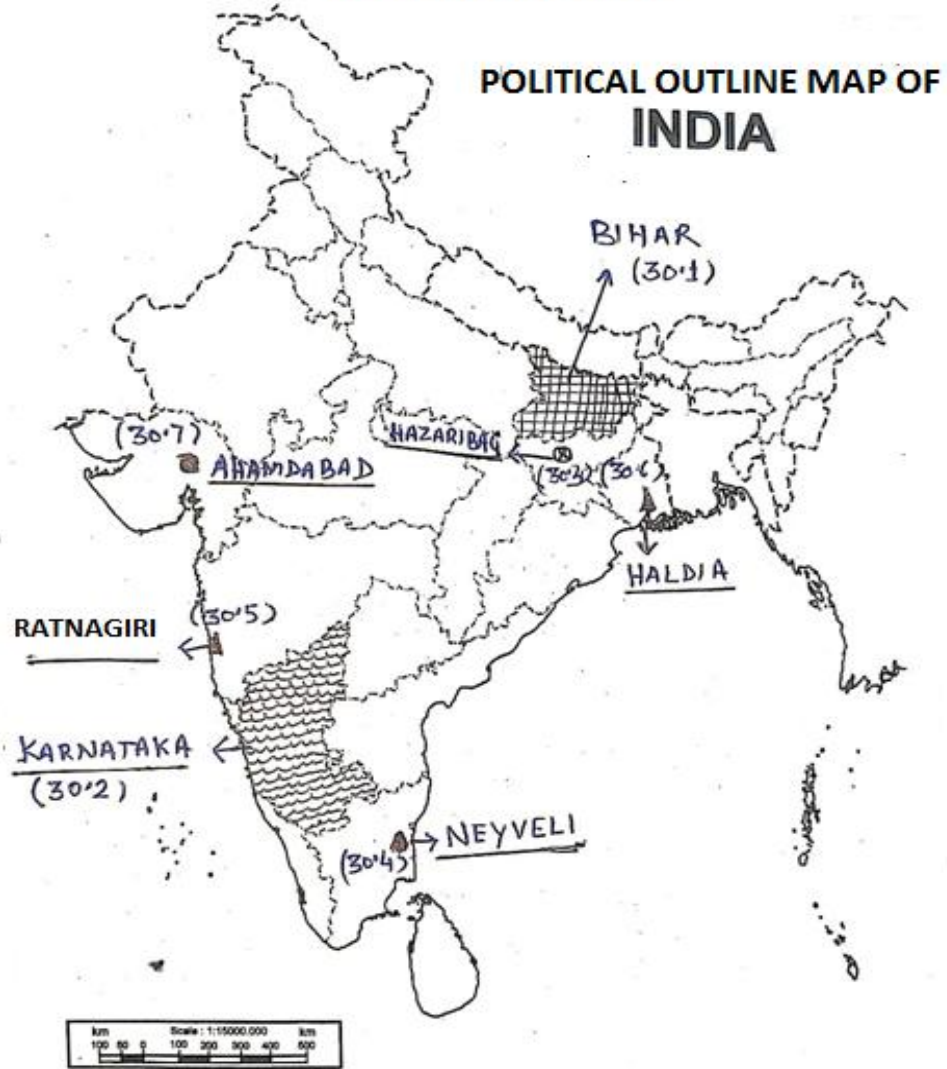 POLITICAL OUTLINE MAP OF
INDIA
BIHAR
(30.1)
(30.7)
AHAMDABAD
HAZARIBAG
(30.3) (30.6)
HALDIA
(30.5)
RATNAGIRI
KARNATAKA
(30.2)
NEYVELI
(30.4)
km Scale : 1:15000.000 km
100 50 0 100 200 300 400 500